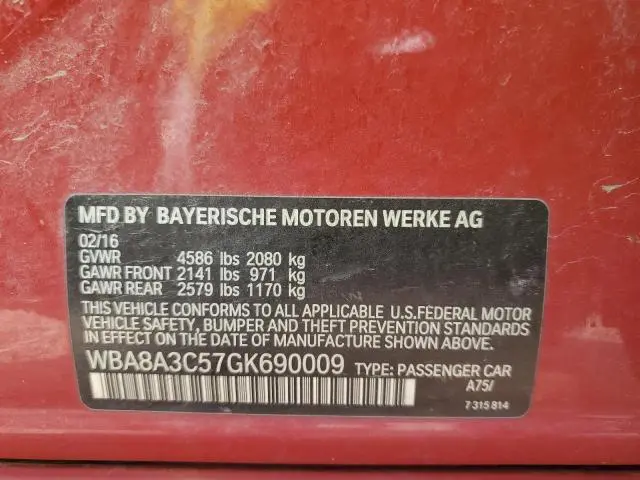 MFD BY BAYERISCHE MOTOREN WERKE AG
02/16
GVWR 4586 lbs 2080 kg
GAWR FRONT 2141 lbs 971 kg
GAWR REAR 2579 lbs 1170 kg
THIS VEHICLE CONFORMS TO ALL APPLICABLE U.S.FEDERAL MOTOR
VEHICLE SAFETY, BUMPER AND THEFT PREVENTION STANDARDS
IN EFFECT ON THE DATE OF MANUFACTURE SHOWN ABOVE.
WBA8A3C57GK690009 TYPE: PASSENGER CAR
A75/
7 315 814